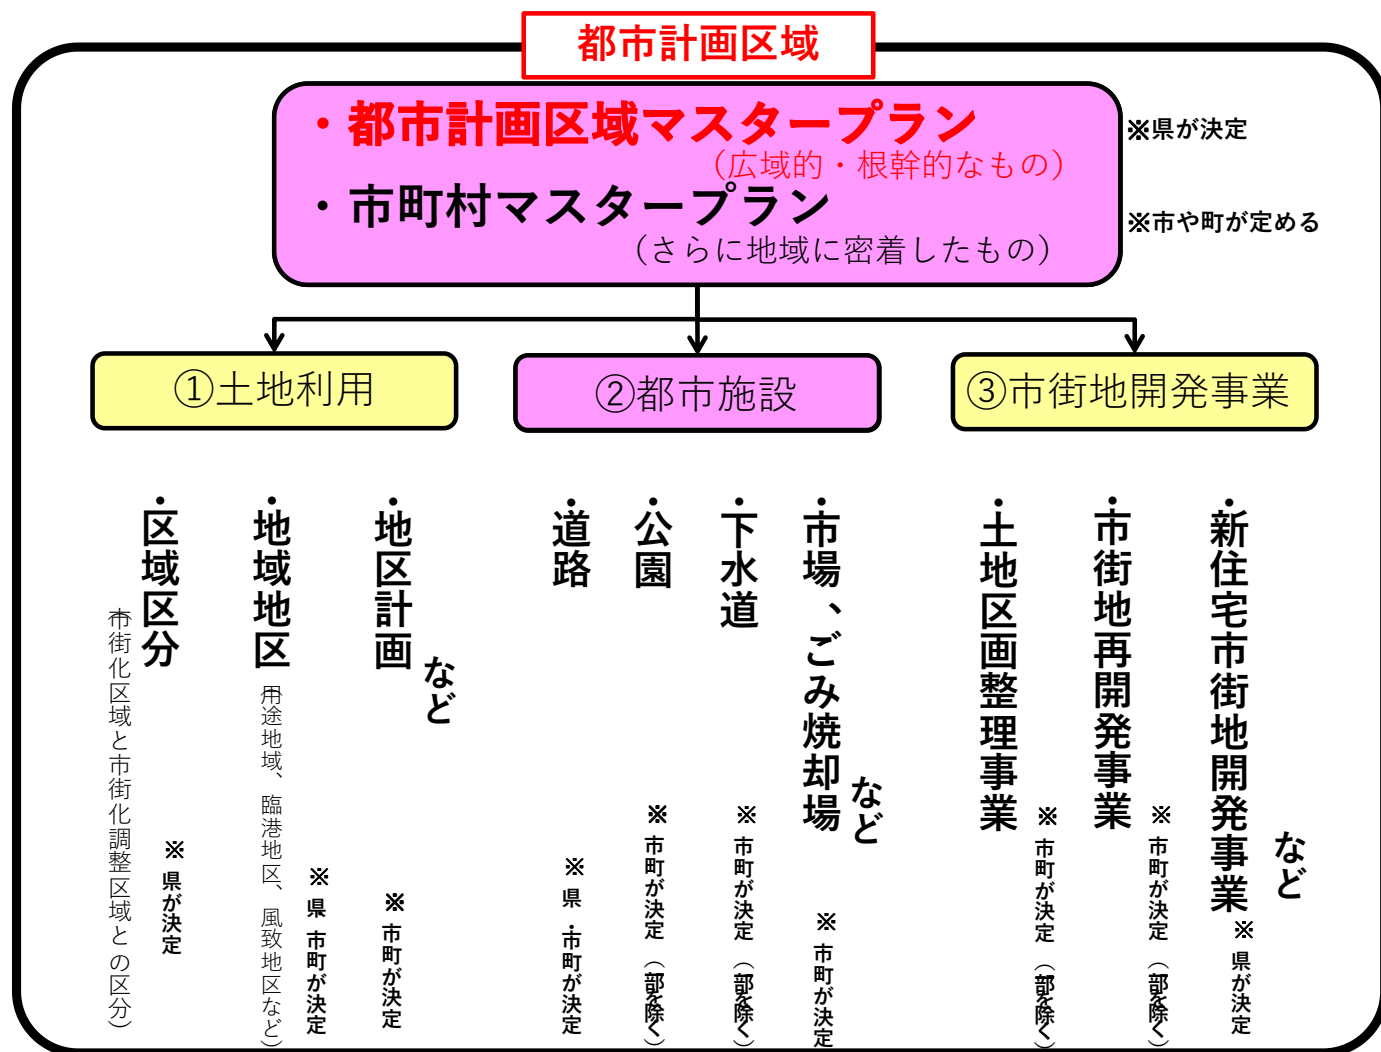 都市計画区域
・都市計画区域マスタープラン
※県が決定
（広域的・根幹的なもの）
・市町村マスタープラン
※市や町が定める
（さらに地域に密着したもの）
①土地利用
②都市施設
③市街地開発事業
・区域区分
（市街化区域と市街化調整区域との区分）
※県が決定
・地域地区
（用途地域、臨港地区、風致地区など）
※県 市町が決定
・地区計画
など
※市町が決定
・道路
※県・市町が決定
・公園
※市町が決定（一部を除く）
・下水道
※市町が決定（一部を除く）
・市場、ごみ焼却場
など
※市町が決定
・土地区画整理事業
※市町が決定（一部を除く）
・市街地再開発事業
※市町が決定（一部を除く）
・新住宅市街地開発事業
など
※県が決定